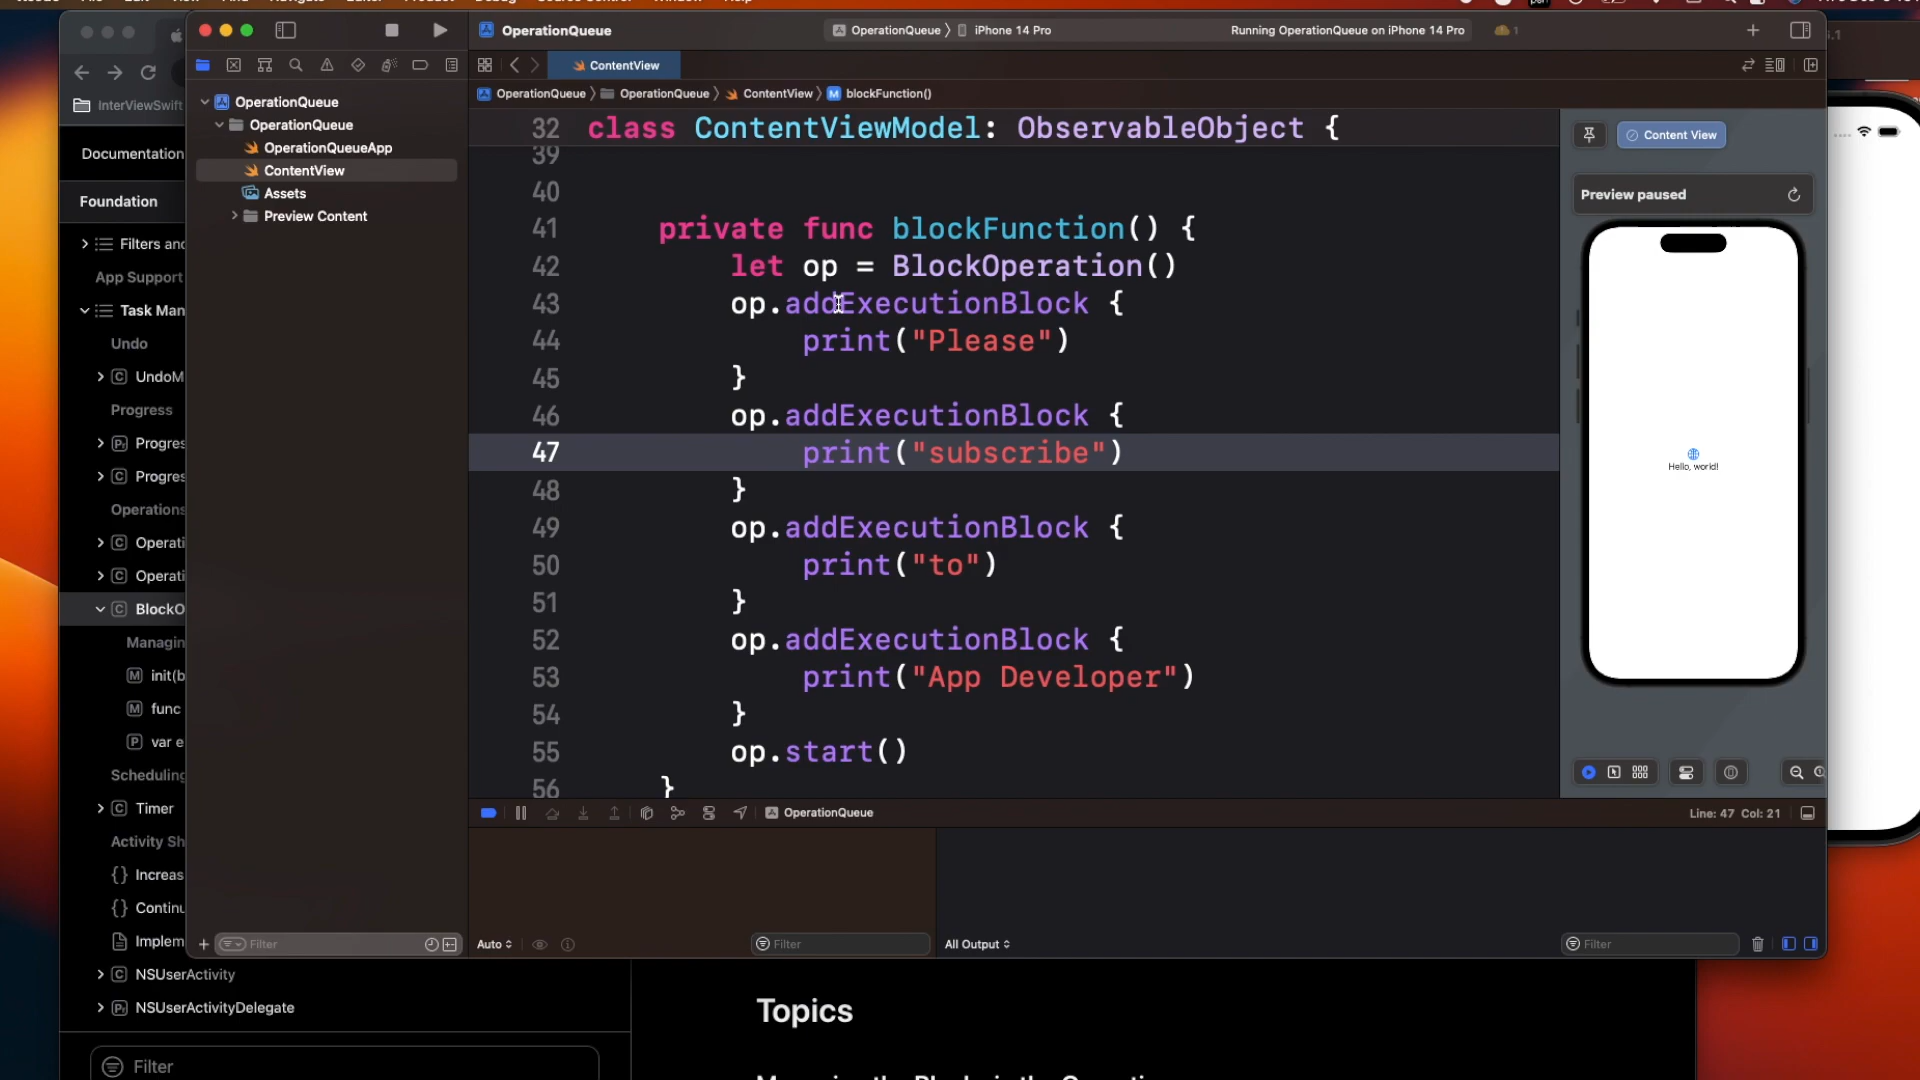 OperationQueue
OperationQueue
iPhone 14 Pro
Running OperationQueue on iPhone 14 Pro
1
ContentView
OperationQueue
OperationQueue
ContentView
blockFunction()
InterViewSwift
Documentation
Foundation
Filters and
App Support
Task Man
Undo
UndoM
Progress
Progres
Progres
Operations
Operati
Operati
BlockO
Managin
init(b
func
var e
Scheduling
Timer
Activity Sh
Increas
Continu
Implem
NSUserActivity
NSUserActivityDelegate
Filter
OperationQueue
OperationQueue
OperationQueueApp
ContentView
Assets
Preview Content
Filter
32 class ContentViewModel: ObservableObject {
39
40
41 private func blockFunction() {
42 let op = BlockOperation()
43 op.addExecutionBlock {
44 print("Please")
45 }
46 op.addExecutionBlock {
47 print("subscribe")
48 }
49 op.addExecutionBlock {
50 print("to")
51 }
52 op.addExecutionBlock {
53 print("App Developer")
54 }
55 op.start()
56 }
Content View
Preview paused
Hello, world!
OperationQueue
Line: 47 Col: 21
Auto
Filter
All Output
Filter
Topics